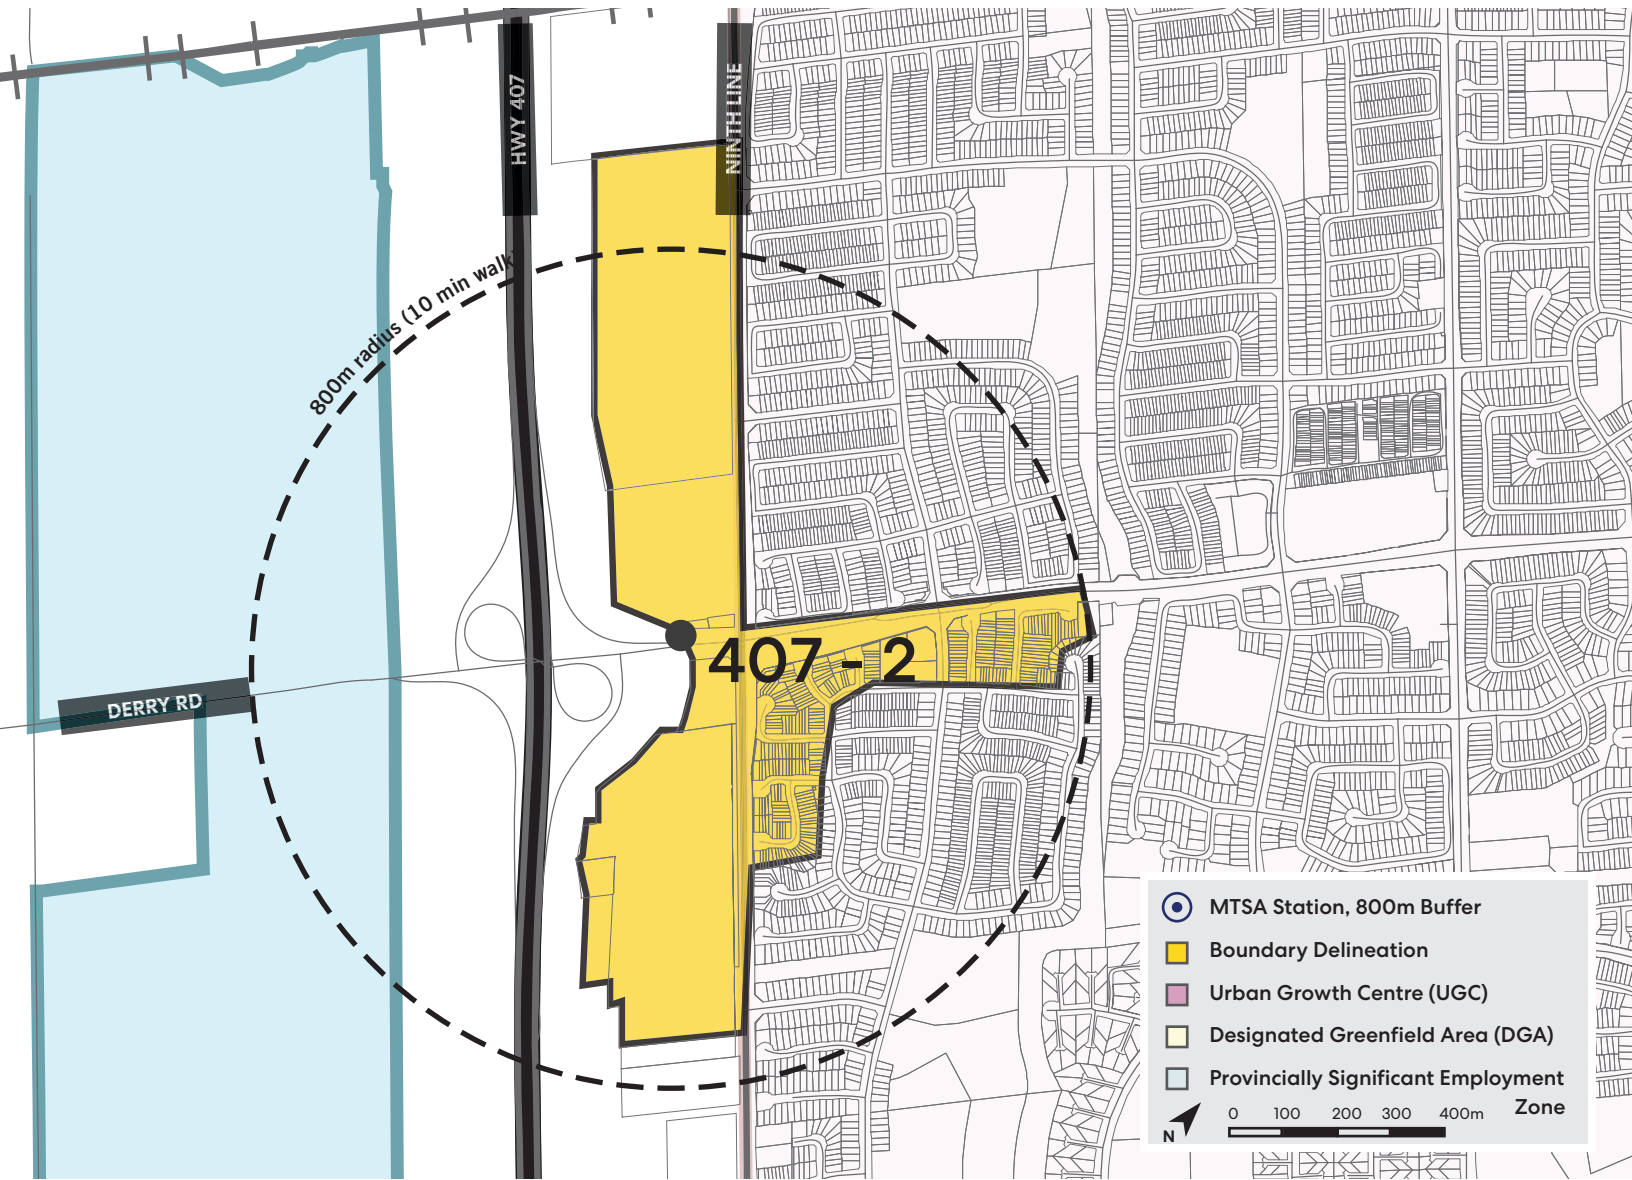 HWY 407
NINTH LINE
800m radius (10 min walk)
407 - 2
DERRY RD
MTSA Station, 800m Buffer
Boundary Delineation
Urban Growth Centre (UGC)
Designated Greenfield Area (DGA)
Provincially Significant Employment
Zone
0 100 200 300 400m
N